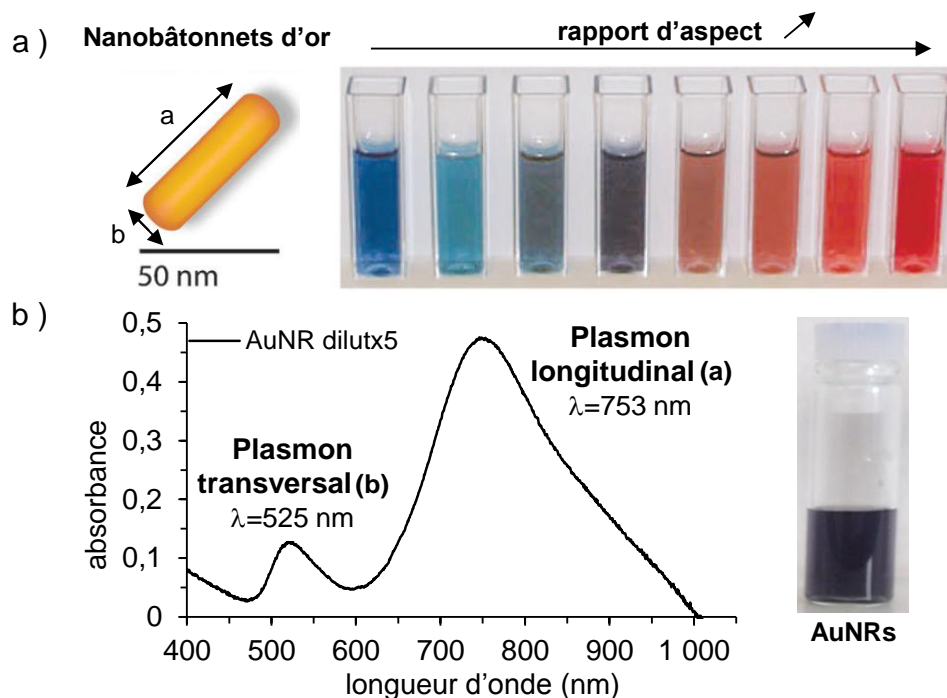 a )
Nanobâtonnets d'or
rapport d'aspect
a
b
50 nm
b )
0,5
0,4
0,3
0,2
0,1
0
absorbance
AuNR dilutx5
Plasmon
longitudinal (a)
λ=753 nm
Plasmon
transversal (b)
λ=525 nm
400
500
600
700
800
900
1 000
longueur d'onde (nm)
AuNRs